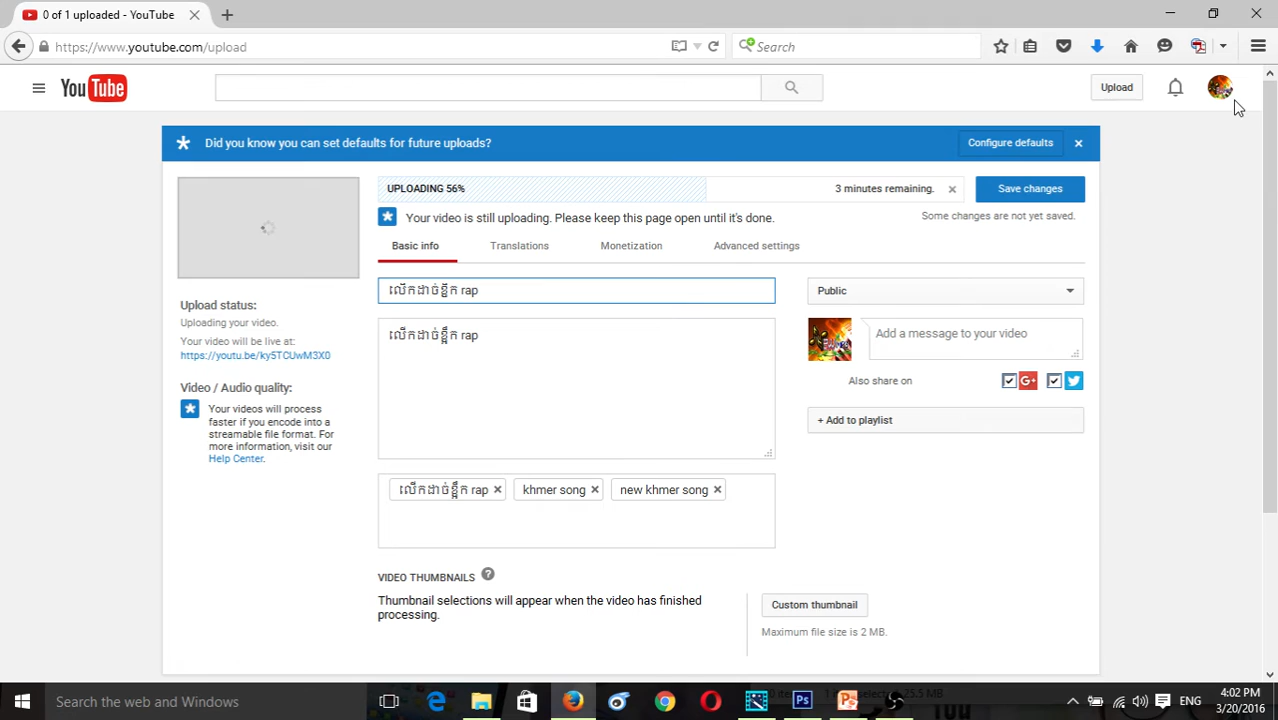 0 of 1 uploaded - YouTube
https://www.youtube.com/upload
Search
YouTube
Upload
Did you know you can set defaults for future uploads?
Configure defaults
UPLOADING 56%
3 minutes remaining.
Save changes
Your video is still uploading. Please keep this page open until it's done.
Some changes are not yet saved.
Basic info
Translations
Monetization
Advanced settings
លើកដាច់ខ្លឹក rap
Public
Upload status:
Uploading your video.
Your video will be live at:
https://youtu.be/ky5TCUwM3X0
លើកដាច់ខ្លឹក rap
Add a message to your video
Also share on
Video / Audio quality:
Your videos will process
faster if you encode into a
streamable file format. For
more information, visit our
Help Center.
+ Add to playlist
លើកដាច់ខ្លឹក rap
khmer song
new khmer song
VIDEO THUMBNAILS
Thumbnail selections will appear when the video has finished
processing.
Custom thumbnail
Maximum file size is 2 MB.
Search the web and Windows
ENG
4:02 PM
3/20/2016